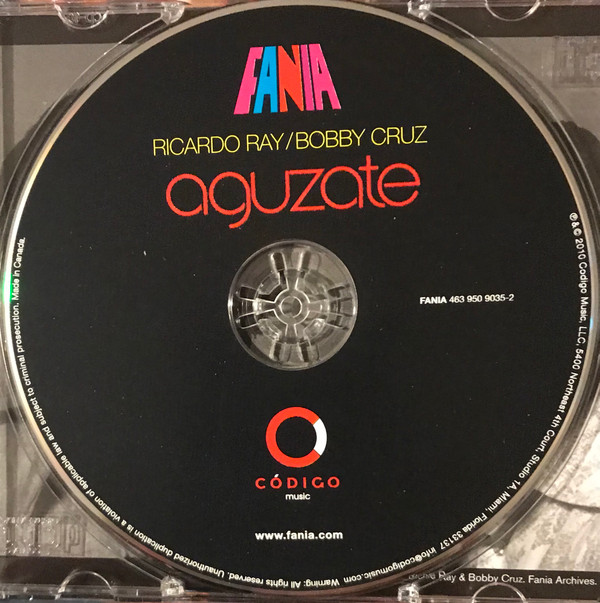 FANIA
RICARDO RAY/BOBBY CRUZ
aguzate
FANIA 463 950 9035-2
CÓDIGO
music
www.fania.com
℗ & © 2010 Codigo Music, LLC, 5400 Northeast 4th Court, Studio 1A, Miami, Florida 33137 info@codigomusic.com Warning: All rights reserved. Unauthorized duplication is a violation of applicable law and subject to criminal prosecution. Made in Canada.
Ray & Bobby Cruz. Fania Archives.